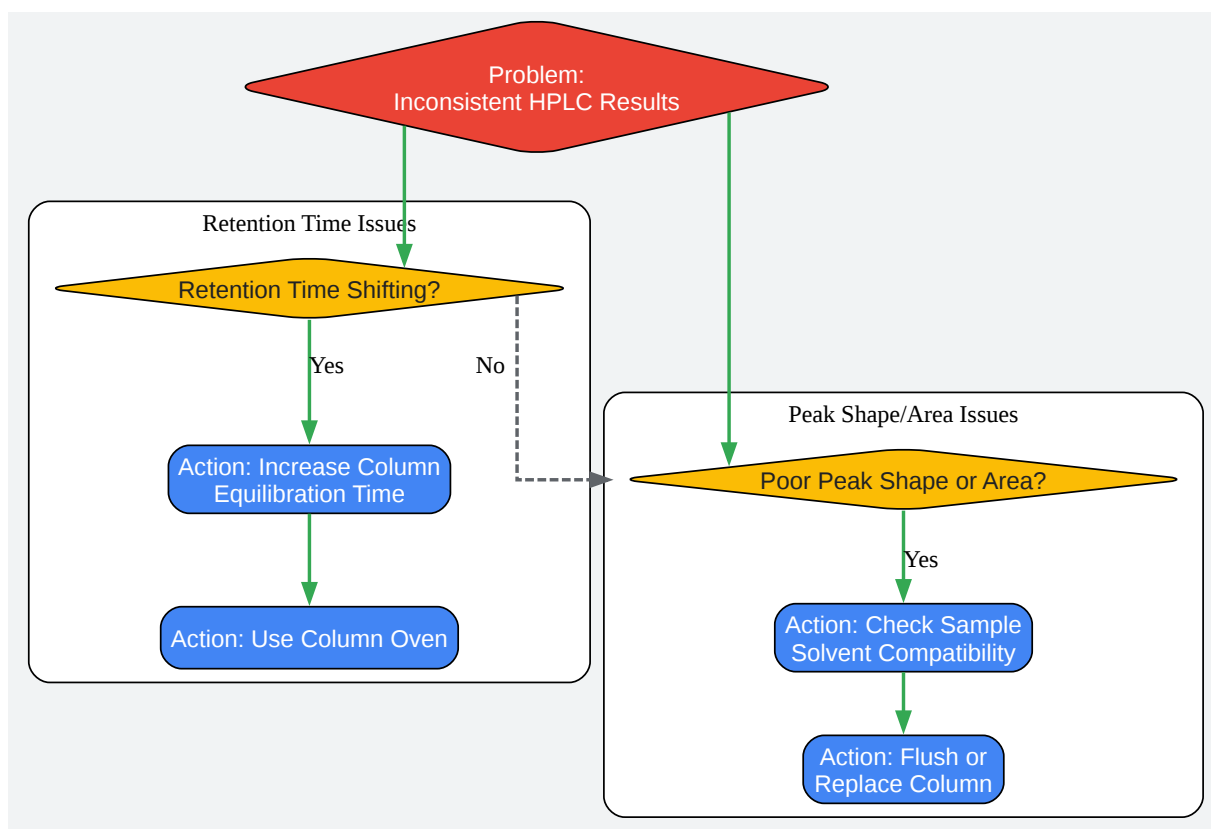 Problem:
Inconsistent HPLC Results
Retention Time Issues
Retention Time Shifting?
Yes
No
Action: Increase Column
Equilibration Time
Action: Use Column Oven
Peak Shape/Area Issues
Poor Peak Shape or Area?
Yes
Action: Check Sample
Solvent Compatibility
Action: Flush or
Replace Column